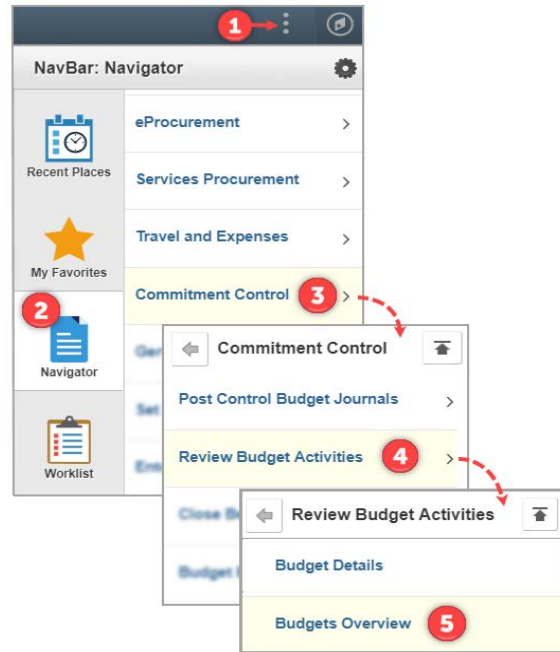 1
NavBar: Navigator
eProcurement
Recent Places
Services Procurement
Travel and Expenses
My Favorites
Commitment Control 3
2
Navigator
Commitment Control
Post Control Budget Journals
Review Budget Activities 4
Worklist
Review Budget Activities
Budget Details
Budgets Overview 5